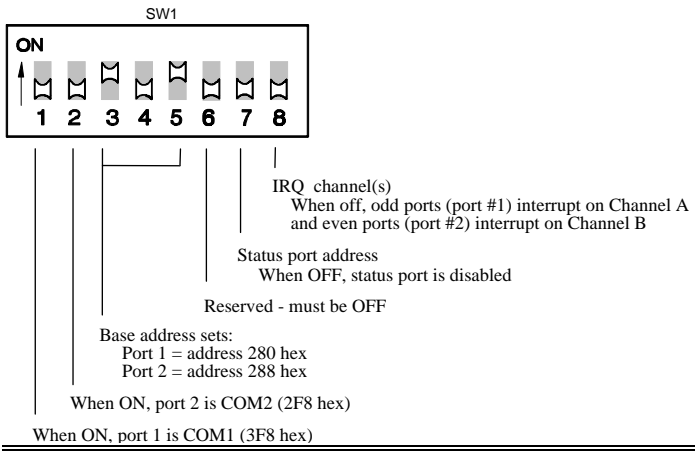 SW1
ON
1 2 3 4 5 6 7 8
IRQ channel(s)
When off, odd ports (port #1) interrupt on Channel A
and even ports (port #2) interrupt on Channel B
Status port address
When OFF, status port is disabled
Reserved - must be OFF
Base address sets:
Port 1 = address 280 hex
Port 2 = address 288 hex
When ON, port 2 is COM2 (2F8 hex)
When ON, port 1 is COM1 (3F8 hex)